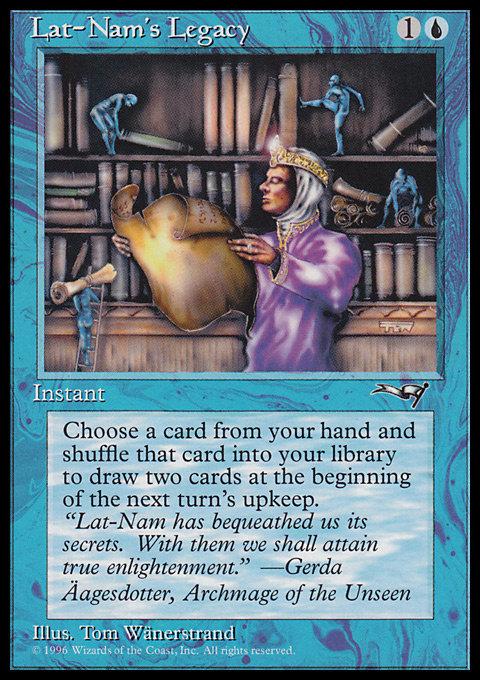 Lat-Nam's Legacy 1
Instant
Choose a card from your hand and
shuffle that card into your library
to draw two cards at the beginning
of the next turn's upkeep.
“Lat-Nam has bequeathed us its
secrets. With them we shall attain
true enlightenment.” —Gerda
Äagesdotter, Archmage of the Unseen
Illus. Tom Wänerstrand
© 1996 Wizards of the Coast, Inc. All rights reserved.